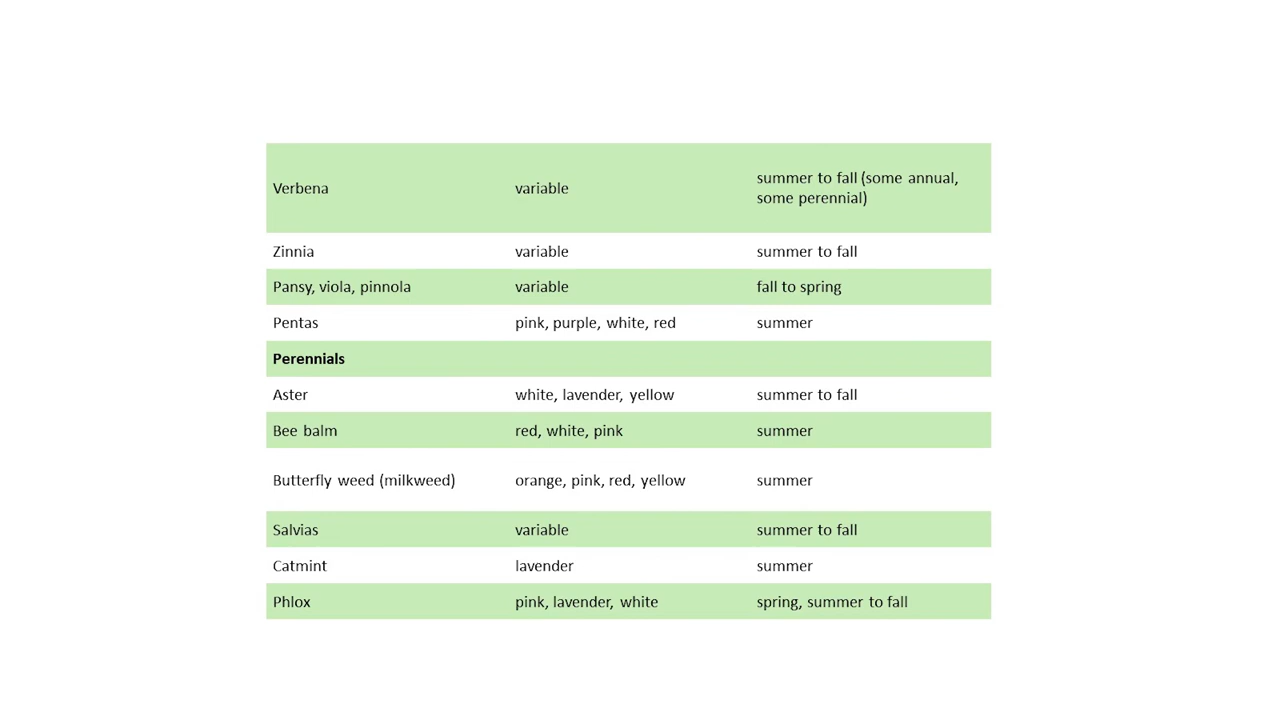 Verbena variable summer to fall (some annual,
some perennial)
Zinnia variable summer to fall
Pansy, viola, pinnola variable fall to spring
Pentas pink, purple, white, red summer
Perennials
Aster white, lavender, yellow summer to fall
Bee balm red, white, pink summer
Butterfly weed (milkweed) orange, pink, red, yellow summer
Salvias variable summer to fall
Catmint lavender summer
Phlox pink, lavender, white spring, summer to fall